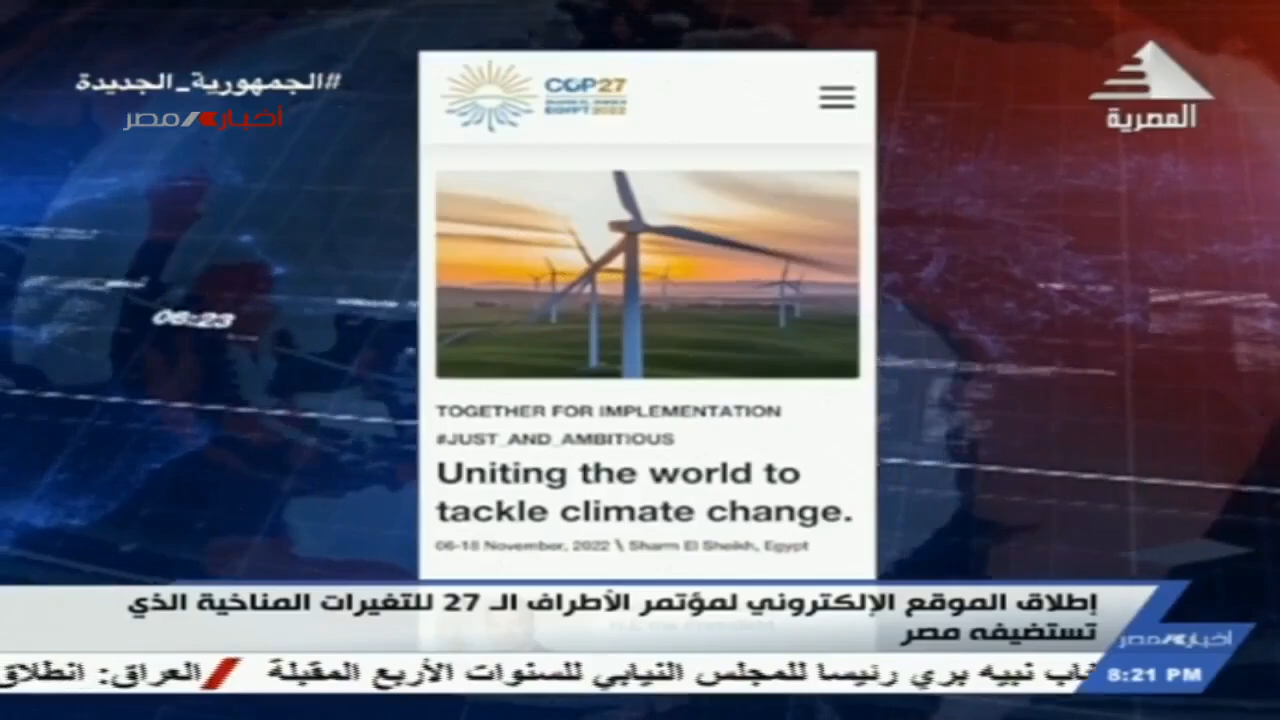 #الجمهورية_الجديدة
أخبار مصر
المصرية
COP27
EGYPT 2022
06:23
TOGETHER FOR IMPLEMENTATION
#JUST_AND_AMBITIOUS
Uniting the world to
tackle climate change.
06-18 November, 2022 \ Sharm El Sheikh, Egypt
إطلاق الموقع الإلكتروني لمؤتمر الأطراف الـ 27 للتغيرات المناخية الذي
تستضيفه مصر
أخبار مصر
نبيه بري رئيسا للمجلس النيابي للسنوات الأربع المقبلة / العراق: انطلاق
8:21 PM